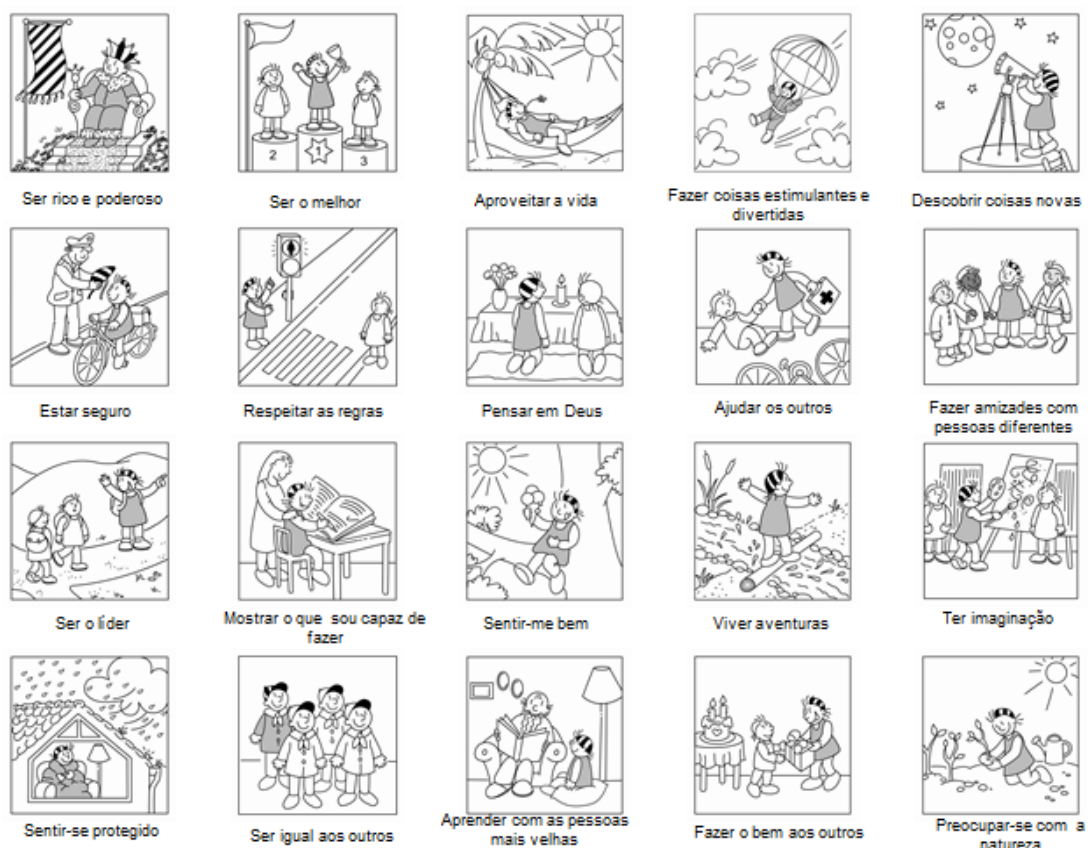 2
1
3
Ser rico e poderoso
Ser o melhor
Aproveitar a vida
Fazer coisas estimulantes e
divertidas
Descobrir coisas novas
Estar seguro
Respeitar as regras
Pensar em Deus
Ajudar os outros
Fazer amizades com
pessoas diferentes
Ser o líder
Mostrar o que sou capaz de
fazer
Sentir-me bem
Viver aventuras
Ter imaginação
Sentir-se protegido
Ser igual aos outros
Aprender com as pessoas
mais velhas
Fazer o bem aos outros
Preocupar-se com a
natureza